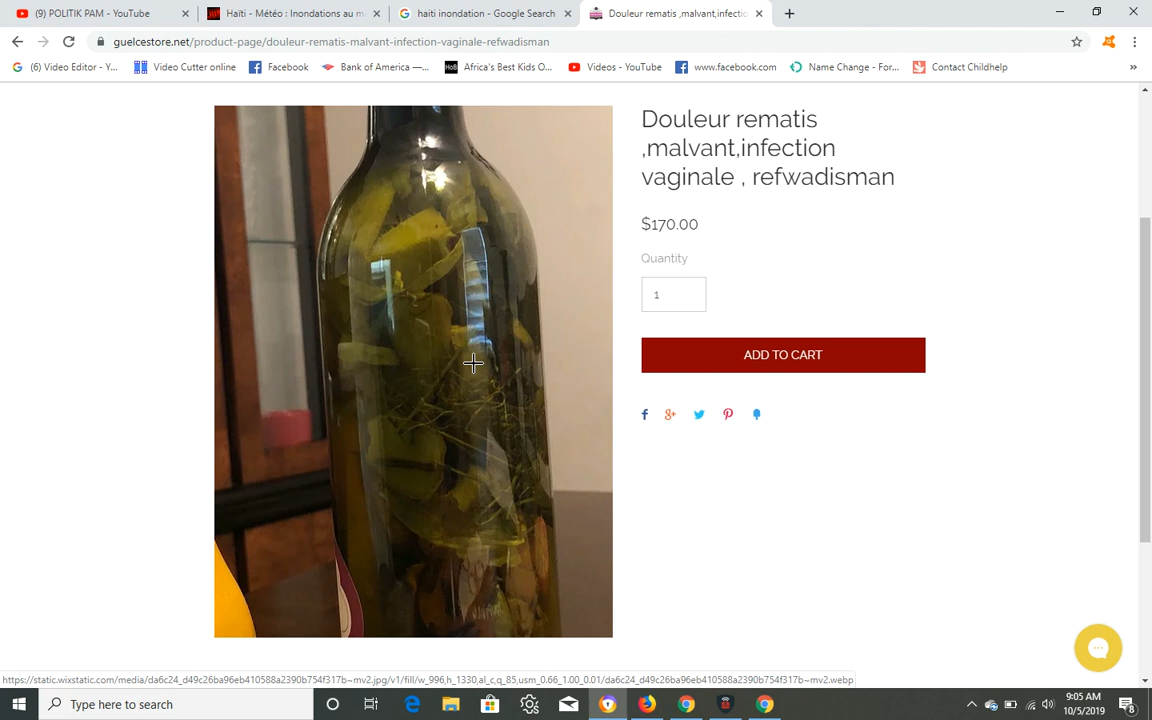 (9) POLITIK PAM - YouTube
Haïti - Météo : Inondations au m
haiti inondation - Google Search
Douleur rematis ,malvant,infectio
guelcestore.net/product-page/douleur-rematis-malvant-infection-vaginale-refwadisman
(6) Video Editor - Y...
Video Cutter online
Facebook
Bank of America —...
HoB
Africa's Best Kids O...
Videos - YouTube
www.facebook.com
Name Change - For...
Contact Childhelp
»
Douleur rematis
,malvant,infection
vaginale , refwadisman
$170.00
Quantity
1
ADD TO CART
https://static.wixstatic.com/media/da6c24_d49c26ba96eb410588a2390b754f317b~mv2.jpg/v1/fill/w_996,h_1330,al_c,q_85,usm_0.66_1.00_0.01/da6c24_d49c26ba96eb410588a2390b754f317b~mv2.webp
Type here to search
9:05 AM
10/5/2019
8